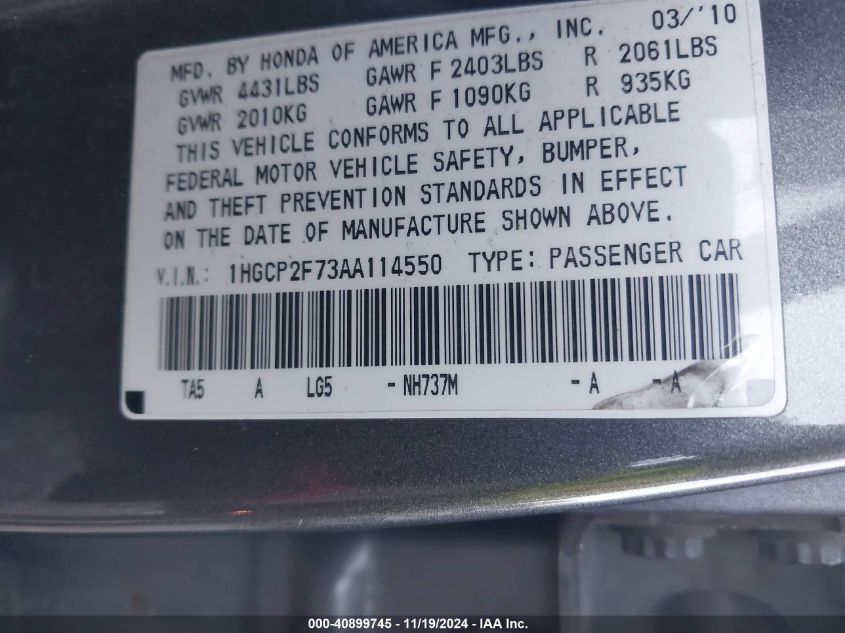 MFD. BY HONDA OF AMERICA MFG., INC. 03/'10
GVWR 4431LBS GAWR F 2403LBS R 2061LBS
GVWR 2010KG GAWR F 1090KG R 935KG
THIS VEHICLE CONFORMS TO ALL APPLICABLE
FEDERAL MOTOR VEHICLE SAFETY, BUMPER,
AND THEFT PREVENTION STANDARDS IN EFFECT
ON THE DATE OF MANUFACTURE SHOWN ABOVE.
V.I.N.: 1HGCP2F73AA114550 TYPE: PASSENGER CAR
TA5 A LG5 - NH737M - A - A
000-40899745 - 11/19/2024 - IAA Inc.